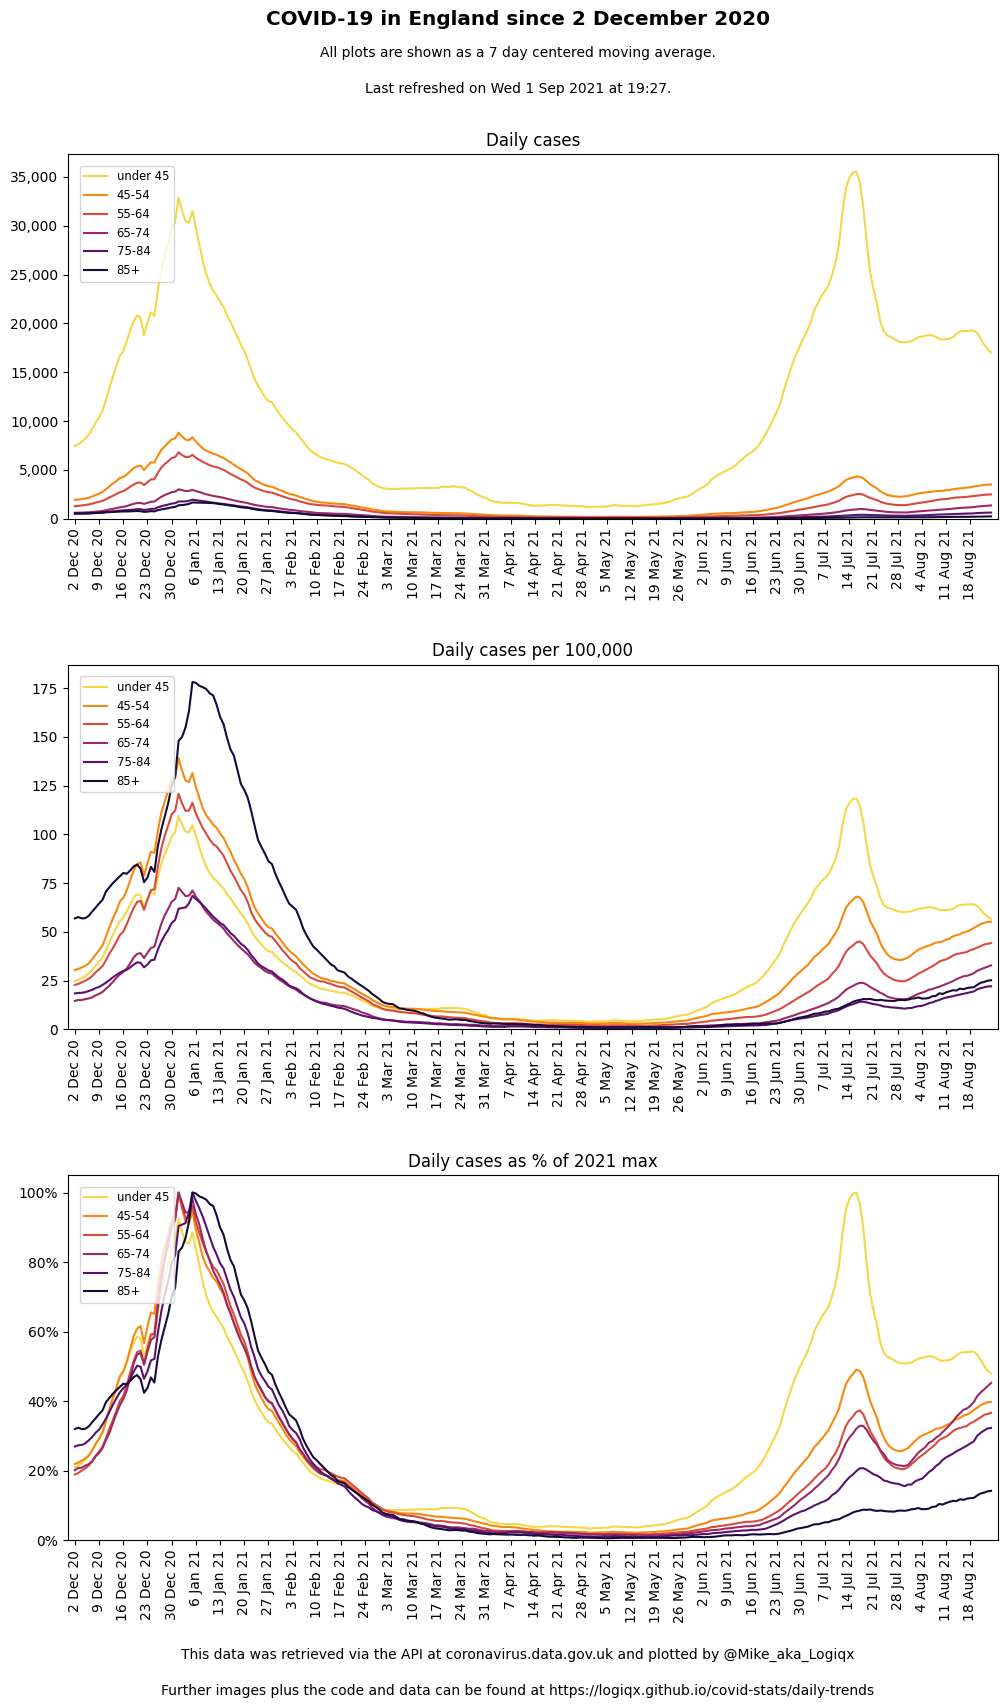 COVID-19 in England since 2 December 2020
All plots are shown as a 7 day centered moving average.
Last refreshed on Wed 1 Sep 2021 at 19:27.
Daily cases
under 45
45-54
55-64
65-74
75-84
85+
35,000
30,000
25,000
20,000
15,000
10,000
5,000
0
2 Dec 20
9 Dec 20
16 Dec 20
23 Dec 20
30 Dec 20
6 Jan 21
13 Jan 21
20 Jan 21
27 Jan 21
3 Feb 21
10 Feb 21
17 Feb 21
24 Feb 21
3 Mar 21
10 Mar 21
17 Mar 21
24 Mar 21
31 Mar 21
7 Apr 21
14 Apr 21
21 Apr 21
28 Apr 21
5 May 21
12 May 21
19 May 21
26 May 21
2 Jun 21
9 Jun 21
16 Jun 21
23 Jun 21
30 Jun 21
7 Jul 21
14 Jul 21
21 Jul 21
28 Jul 21
4 Aug 21
11 Aug 21
18 Aug 21
Daily cases per 100,000
under 45
45-54
55-64
65-74
75-84
85+
175
150
125
100
75
50
25
0
2 Dec 20
9 Dec 20
16 Dec 20
23 Dec 20
30 Dec 20
6 Jan 21
13 Jan 21
20 Jan 21
27 Jan 21
3 Feb 21
10 Feb 21
17 Feb 21
24 Feb 21
3 Mar 21
10 Mar 21
17 Mar 21
24 Mar 21
31 Mar 21
7 Apr 21
14 Apr 21
21 Apr 21
28 Apr 21
5 May 21
12 May 21
19 May 21
26 May 21
2 Jun 21
9 Jun 21
16 Jun 21
23 Jun 21
30 Jun 21
7 Jul 21
14 Jul 21
21 Jul 21
28 Jul 21
4 Aug 21
11 Aug 21
18 Aug 21
Daily cases as % of 2021 max
under 45
45-54
55-64
65-74
75-84
85+
100%
80%
60%
40%
20%
0%
2 Dec 20
9 Dec 20
16 Dec 20
23 Dec 20
30 Dec 20
6 Jan 21
13 Jan 21
20 Jan 21
27 Jan 21
3 Feb 21
10 Feb 21
17 Feb 21
24 Feb 21
3 Mar 21
10 Mar 21
17 Mar 21
24 Mar 21
31 Mar 21
7 Apr 21
14 Apr 21
21 Apr 21
28 Apr 21
5 May 21
12 May 21
19 May 21
26 May 21
2 Jun 21
9 Jun 21
16 Jun 21
23 Jun 21
30 Jun 21
7 Jul 21
14 Jul 21
21 Jul 21
28 Jul 21
4 Aug 21
11 Aug 21
18 Aug 21
This data was retrieved via the API at coronavirus.data.gov.uk and plotted by @Mike_aka_Logiqx
Further images plus the code and data can be found at https://logiqx.github.io/covid-stats/daily-trends